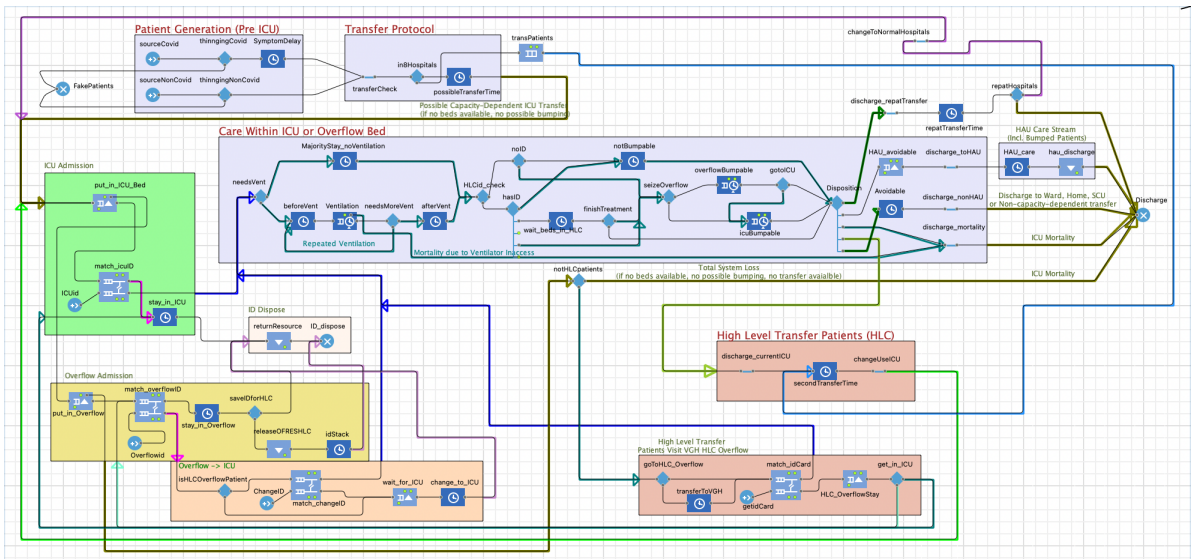 Patient Generation (Pre ICU)
Transfer Protocol
sourceCovid
thinngingCovid
SymptomDelay
sourceNonCovid
thinngingNonCovid
FakePatients
transferCheck
in8Hospitals
possibleTransferTime
transPatients
changeToNormalHospitals
Possible Capacity-Dependent ICU Transfer
(If no beds available, no possible bumping)
discharge_repatTransfer
repatTransferTime
repatHospitals
Care Within ICU or Overflow Bed
MajorityStay_noVentilation
needsVent
beforeVent
Ventilation
needsMoreVent
afterVent
Repeated Ventilation
Mortality due to Ventilator Inaccess
HLCid_check
noID
hasID
notBumpable
wait_beds_in_HLC
finishTreatment
seizeOverflow
overflowBumpable
gotoICU
icuBumpable
Disposition
HAU_avoidable
Avoidable
discharge_toHAU
discharge_nonHAU
discharge_mortality
HAU Care Stream
(Incl. Bumped Patients)
HAU_care
hau_discharge
Discharge to Ward, Home, SCU
or Non-capacity-dependent transfer
Discharge
ICU Mortality
ICU Mortality
ICU Admission
put_in_ICU_Bed
match_icuID
ICUid
stay_in_ICU
notHLCpatients
Total System Loss
(if no beds available, no possible bumping, no transfer avaialble)
ID Dispose
returnResource
ID_dispose
High Level Transfer Patients (HLC)
discharge_currentICU
secondTransferTime
changeUseICU
Overflow Admission
put_in_Overflow
match_overflowID
Overflowid
stay_in_Overflow
saveIDforHLC
releaseOFRESHLC
idStack
Overflow -> ICU
isHLCOverflowPatient
ChangeID
match_changeID
wait_for_ICU
change_to_ICU
High Level Transfer
Patients Visit VGH HLC Overflow
goToHLC_Overflow
transferToVGH
match_idCard
getidCard
HLC_OverflowStay
get_in_ICU